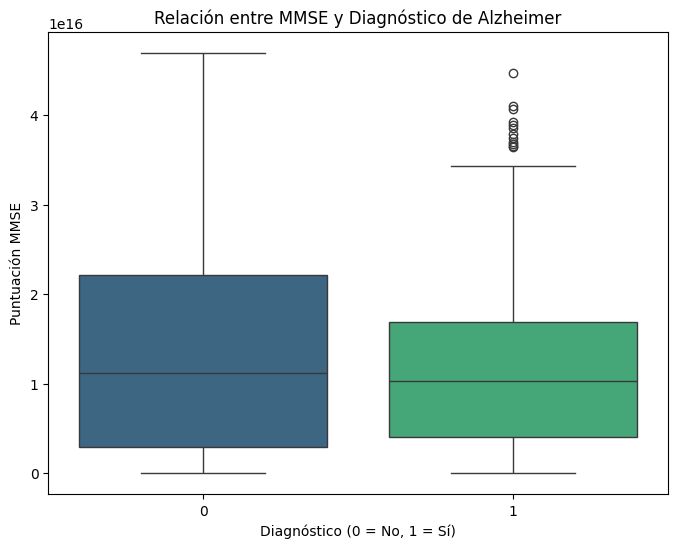 Relación entre MMSE y Diagnóstico de Alzheimer
1e16
4
3
2
1
0
Puntuación MMSE
0 1
Diagnóstico (0 = No, 1 = Sí)